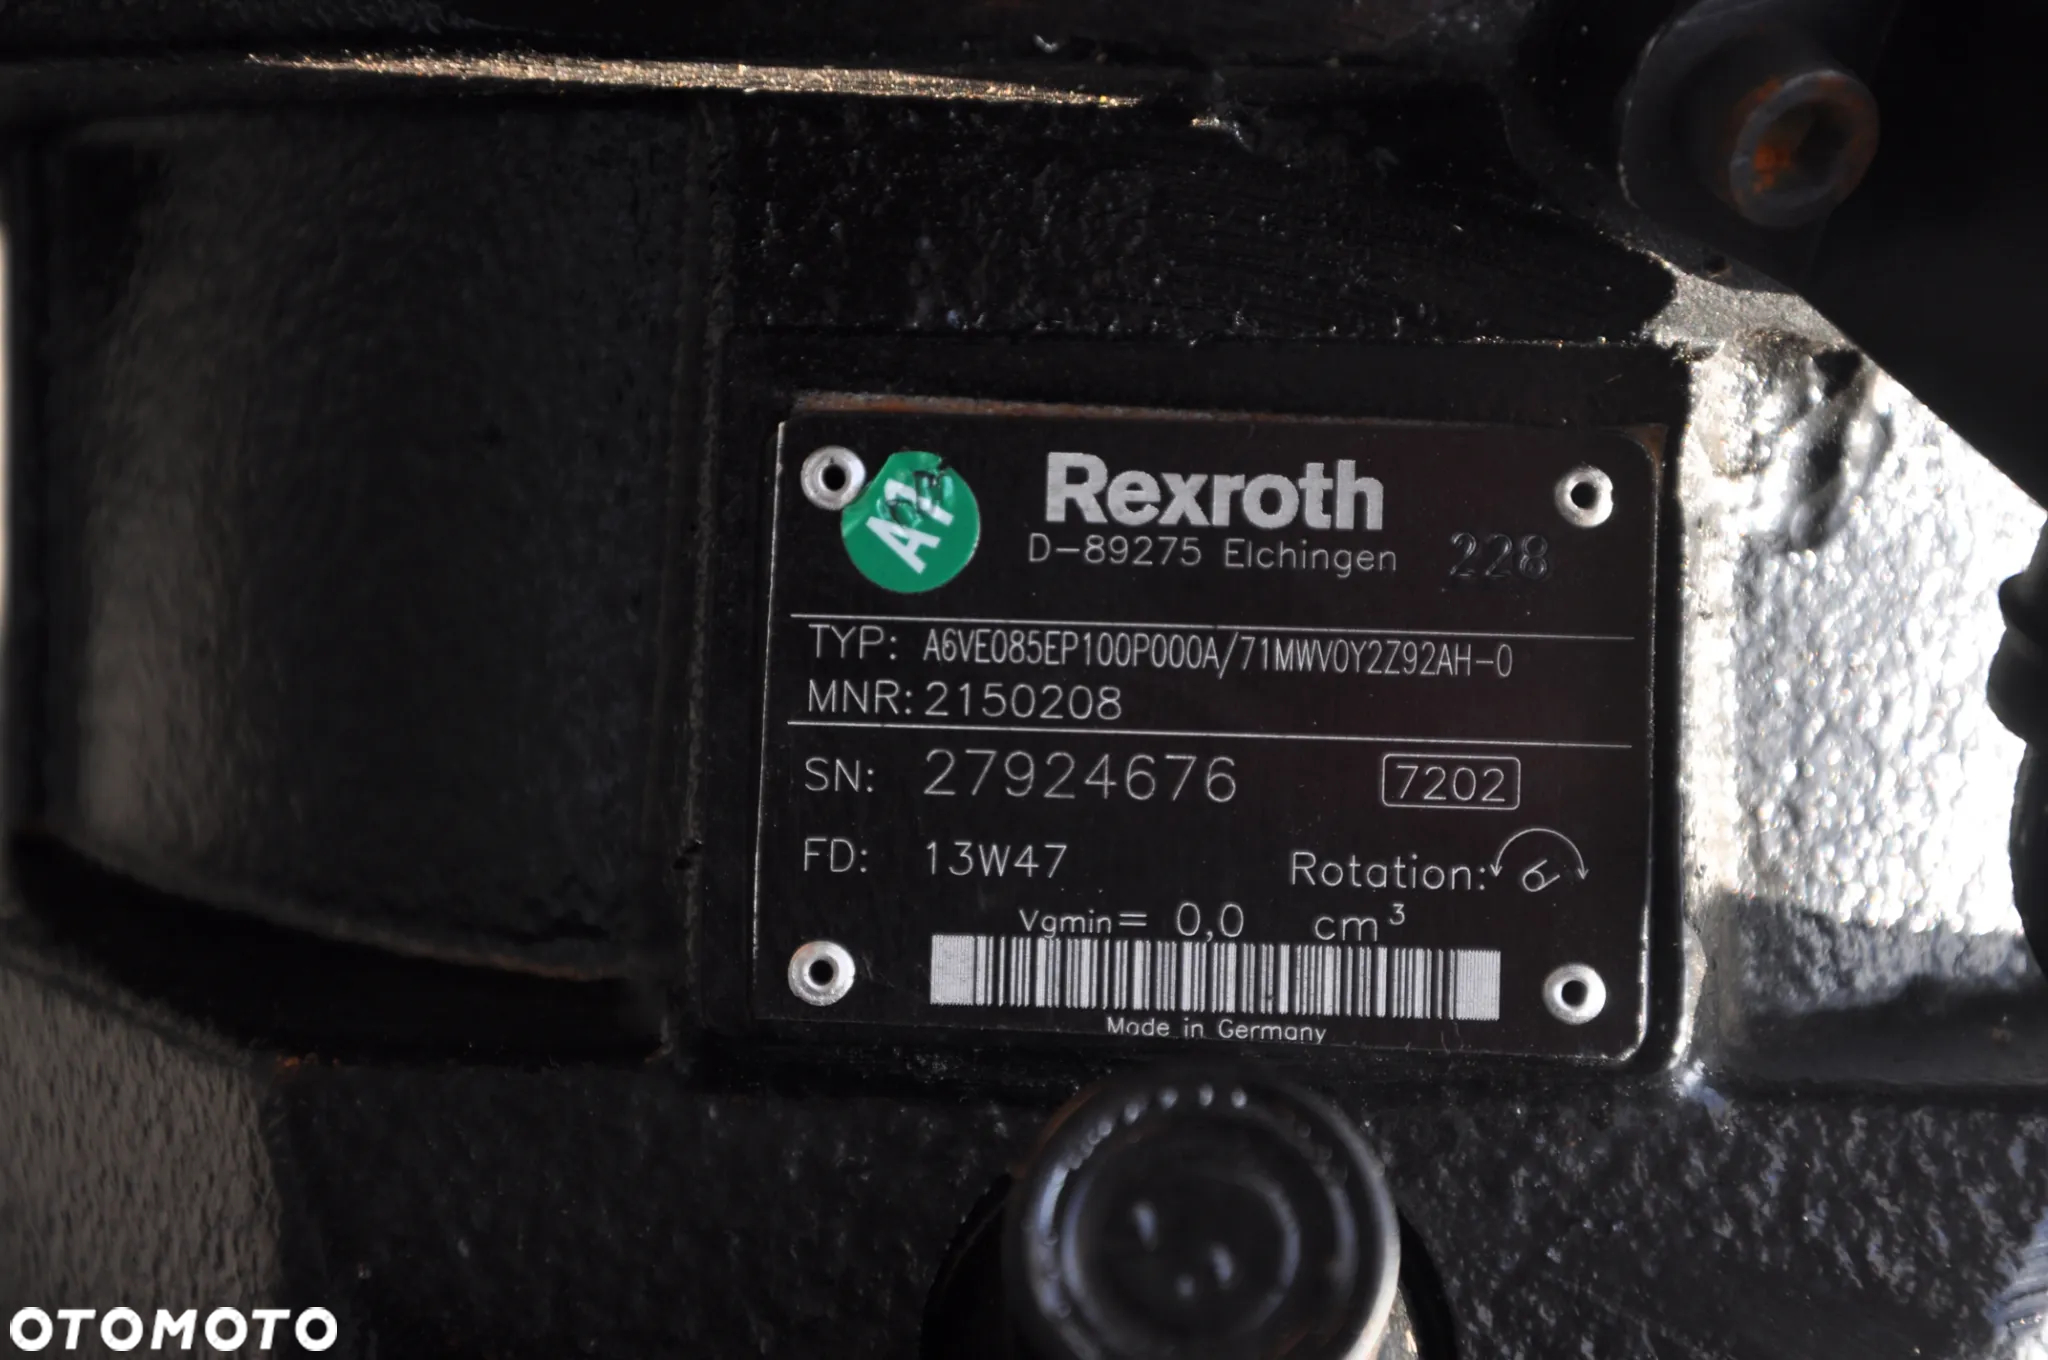 Rexroth
D-89275 Elchingen 228
TYP: A6VE085EP100P000A/71MWV0Y2Z92AH-0
MNR: 2150208
SN: 27924676 7202
FD: 13W47 Rotation:
Vgmin= 0,0 cm³
Made in Germany
OTOMOTO